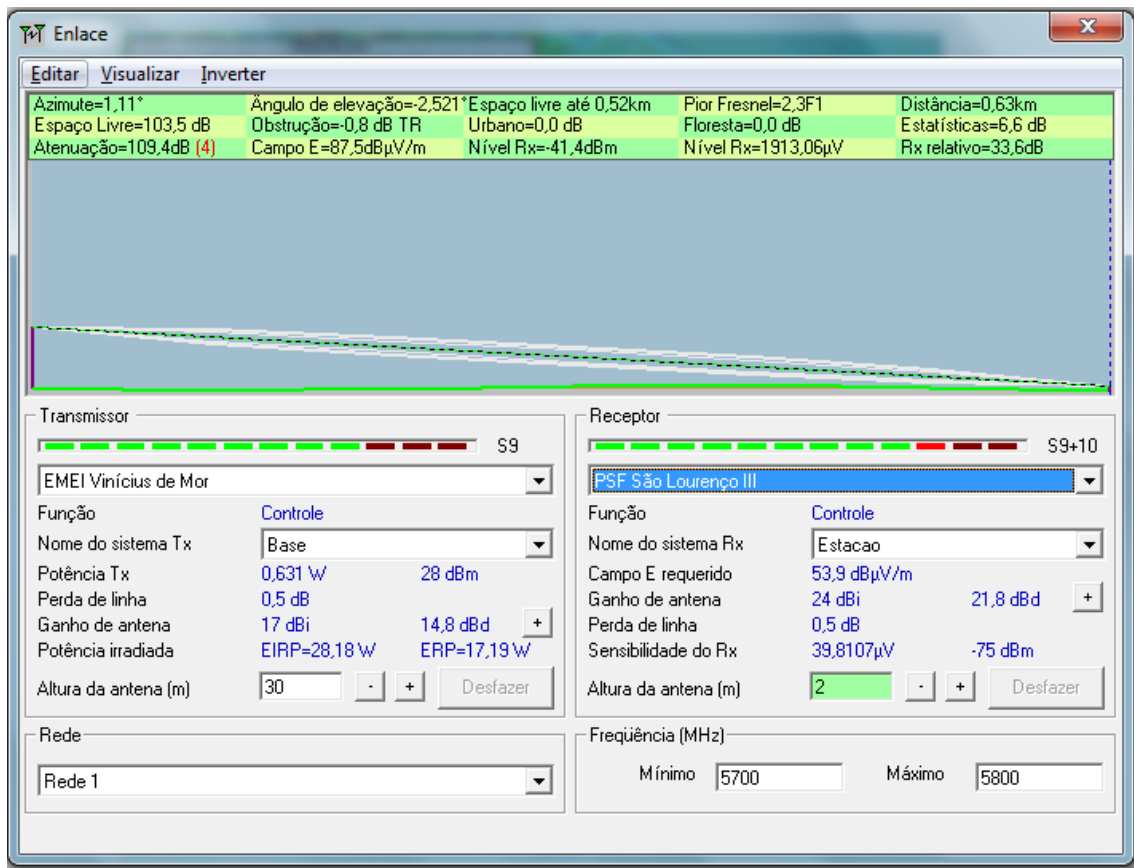 Enlace
Editar Visualizar Inverter
Azimute=1,11° Ângulo de elevação=-2,521° Espaço livre até 0,52km Pior Fresnel=2,3F1 Distância=0,63km
Espaço Livre=103,5 dB Obstrução=-0,8 dB TR Urbano=0,0 dB Floresta=0,0 dB Estatísticas=6,6 dB
Atenuação=109,4dB (4) Campo E=87,5dBµV/m Nível Rx=-41,4dBm Nível Rx=1913,06µV Rx relativo=33,6dB
Transmissor
S9
EMEI Vinícius de Mor
Função Controle
Nome do sistema Tx Base
Potência Tx 0,631 W 28 dBm
Perda de linha 0,5 dB
Ganho de antena 17 dBi 14,8 dBd +
Potência irradiada EIRP=28,18 W ERP=17,19 W
Altura da antena (m) 30 - + Desfazer
Receptor
S9+10
PSF São Lourenço III
Função Controle
Nome do sistema Rx Estacao
Campo E requerido 53,9 dBµV/m
Ganho de antena 24 dBi 21,8 dBd +
Perda de linha 0,5 dB
Sensibilidade do Rx 39,8107µV -75 dBm
Altura da antena (m) 2 - + Desfazer
Rede
Rede 1
Freqüência (MHz)
Mínimo 5700 Máximo 5800